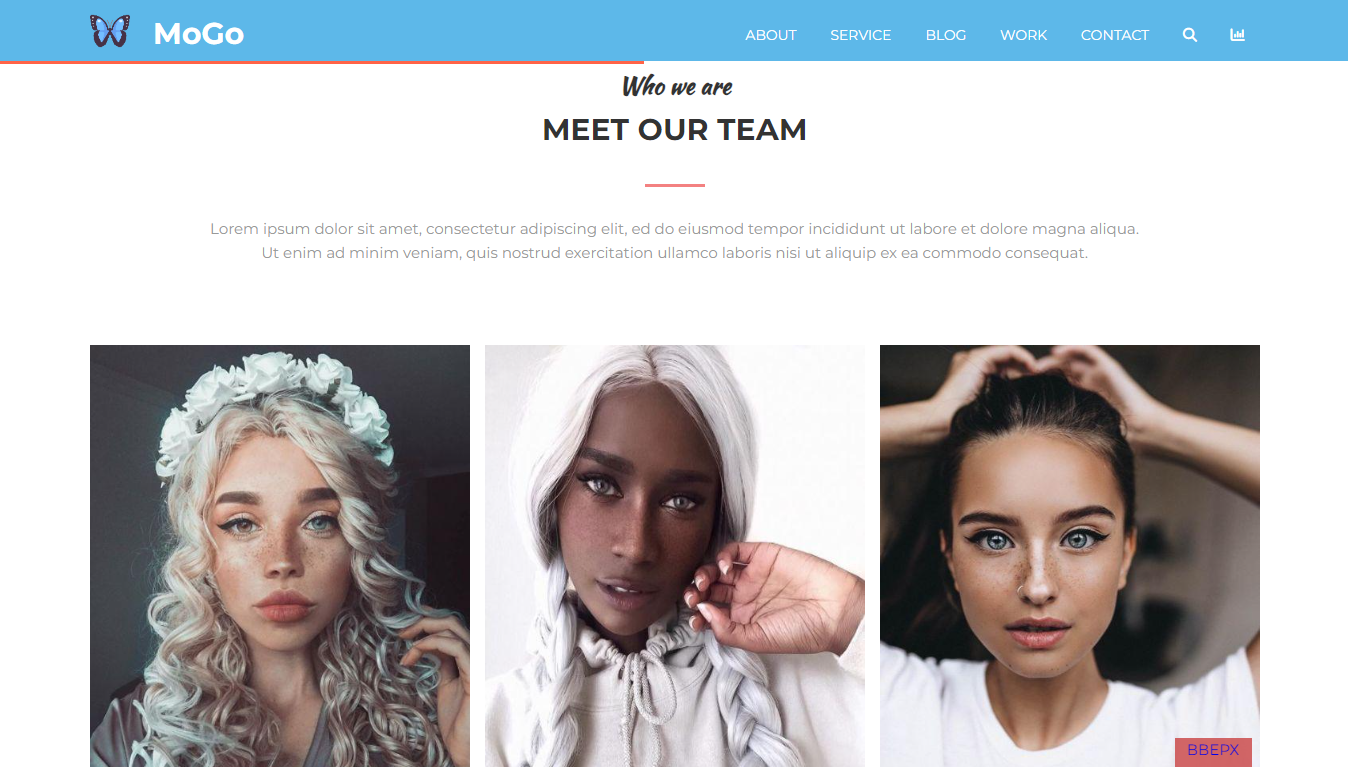 MoGo
ABOUT SERVICE BLOG WORK CONTACT
Who we are
MEET OUR TEAM
Lorem ipsum dolor sit amet, consectetur adipiscing elit, ed do eiusmod tempor incididunt ut labore et dolore magna aliqua.
Ut enim ad minim veniam, quis nostrud exercitation ullamco laboris nisi ut aliquip ex ea commodo consequat.
ВВЕРХ